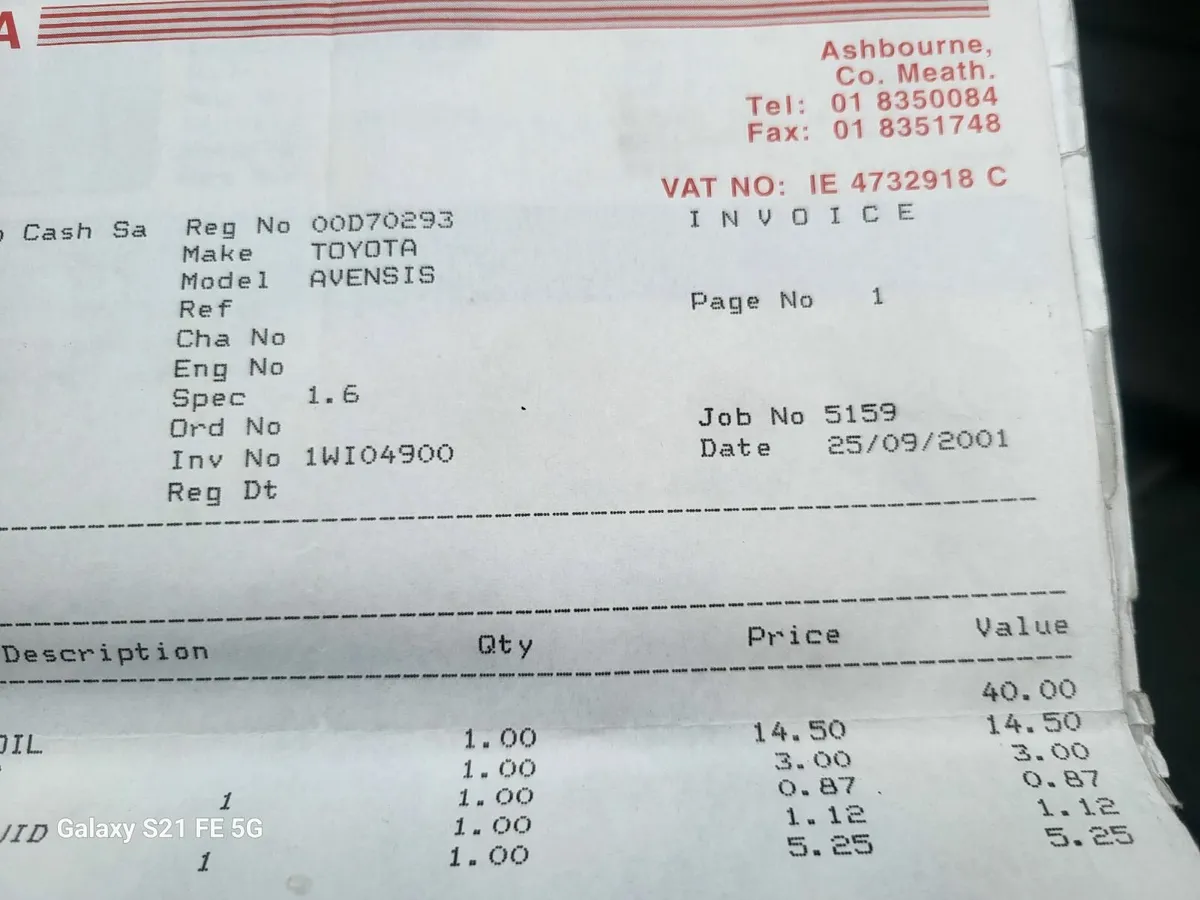 A
Ashbourne,
Co. Meath.
Tel: 01 8350084
Fax: 01 8351748
VAT NO: IE 4732918 C
INVOICE
Cash Sa Reg No 00D70293
Make TOYOTA
Model AVENSIS
Ref
Page No 1
Cha No
Eng No
Spec 1.6
Ord No
Job No 5159
Inv No 1WI04900
Date 25/09/2001
Reg Dt
Description Qty Price Value
40.00
OIL 1.00 14.50 14.50
1.00 3.00 3.00
1 1.00 0.87 0.87
UID 1.00 1.12 1.12
1 1.00 5.25 5.25
Galaxy S21 FE 5G